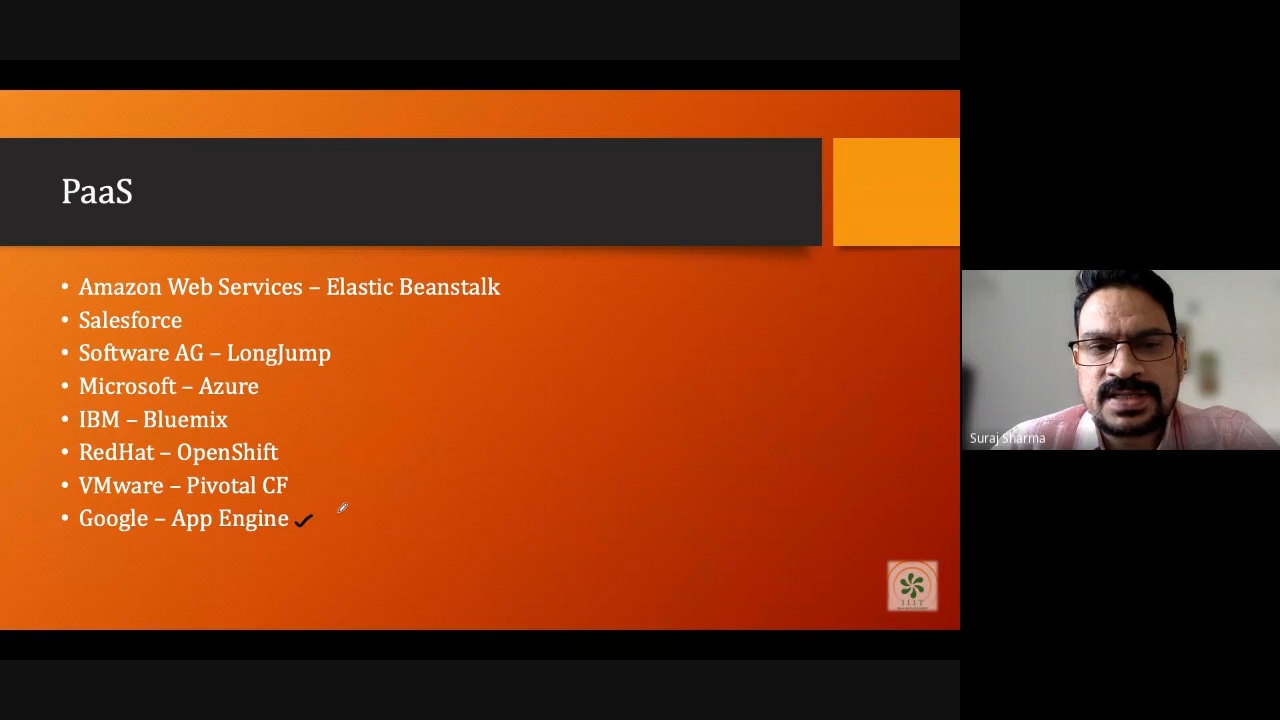 PaaS
• Amazon Web Services – Elastic Beanstalk
• Salesforce
• Software AG – LongJump
• Microsoft – Azure
• IBM – Bluemix
• RedHat – OpenShift
• VMware – Pivotal CF
• Google – App Engine
IIIT
Suraj Sharma